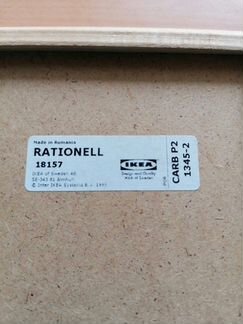 Made in Romania
RATIONELL
18157
IKEA of Sweden AB
SE-343 81 Älmhult
© Inter IKEA Systems B.V. 1999
IKEA
Design and Quality
IKEA of Sweden
CARB P2
1345-2